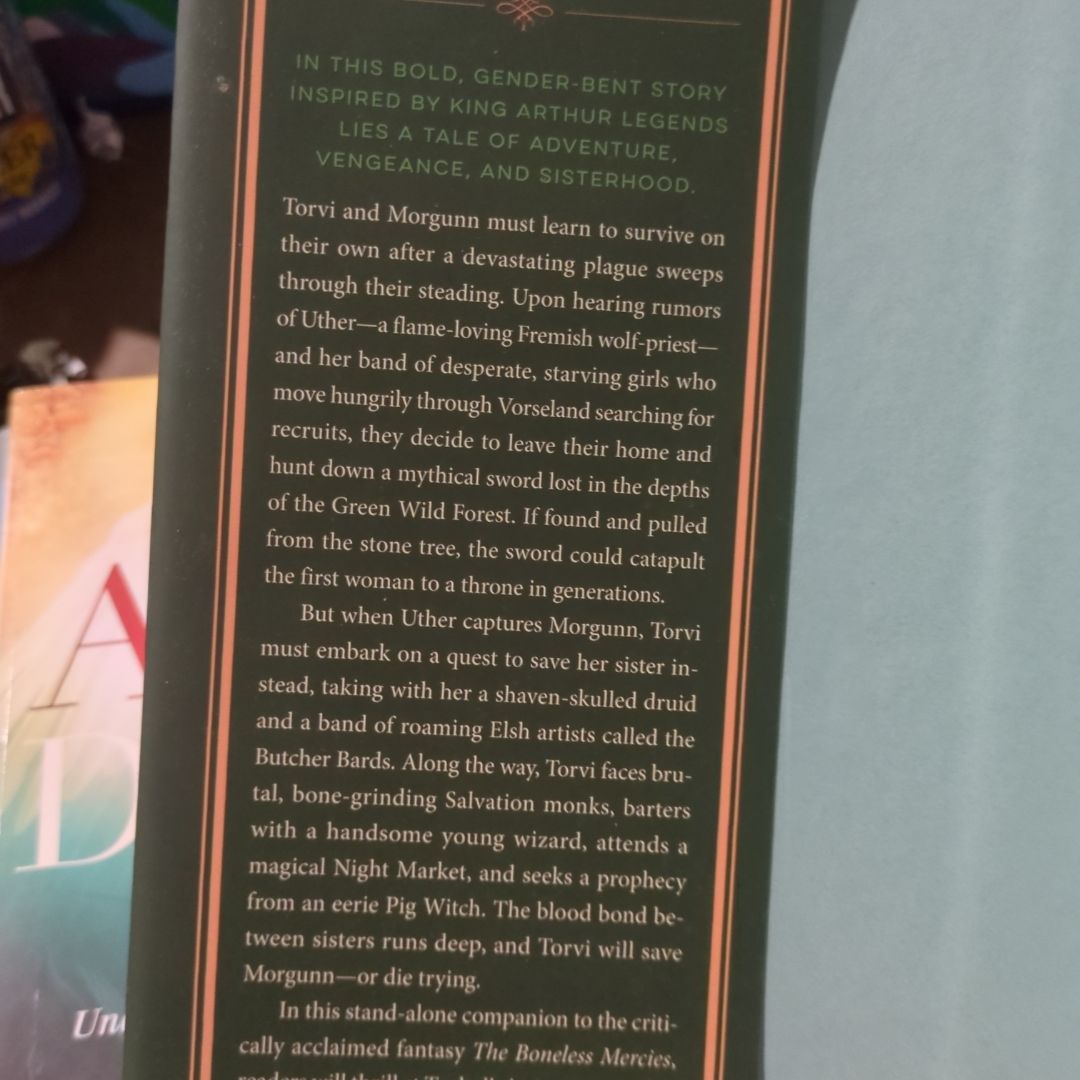 IN THIS BOLD, GENDER-BENT STORY
INSPIRED BY KING ARTHUR LEGENDS
LIES A TALE OF ADVENTURE,
VENGEANCE, AND SISTERHOOD.
Torvi and Morgunn must learn to survive on
their own after a devastating plague sweeps
through their steading. Upon hearing rumors
of Uther—a flame-loving Fremish wolf-priest—
and her band of desperate, starving girls who
move hungrily through Vorseland searching for
recruits, they decide to leave their home and
hunt down a mythical sword lost in the depths
of the Green Wild Forest. If found and pulled
from the stone tree, the sword could catapult
the first woman to a throne in generations.
But when Uther captures Morgunn, Torvi
must embark on a quest to save her sister in-
stead, taking with her a shaven-skulled druid
and a band of roaming Elsh artists called the
Butcher Bards. Along the way, Torvi faces bru-
tal, bone-grinding Salvation monks, barters
with a handsome young wizard, attends a
magical Night Market, and seeks a prophecy
from an eerie Pig Witch. The blood bond be-
tween sisters runs deep, and Torvi will save
Morgunn—or die trying.
In this stand-alone companion to the criti-
cally acclaimed fantasy The Boneless Mercies,
A
D
Un